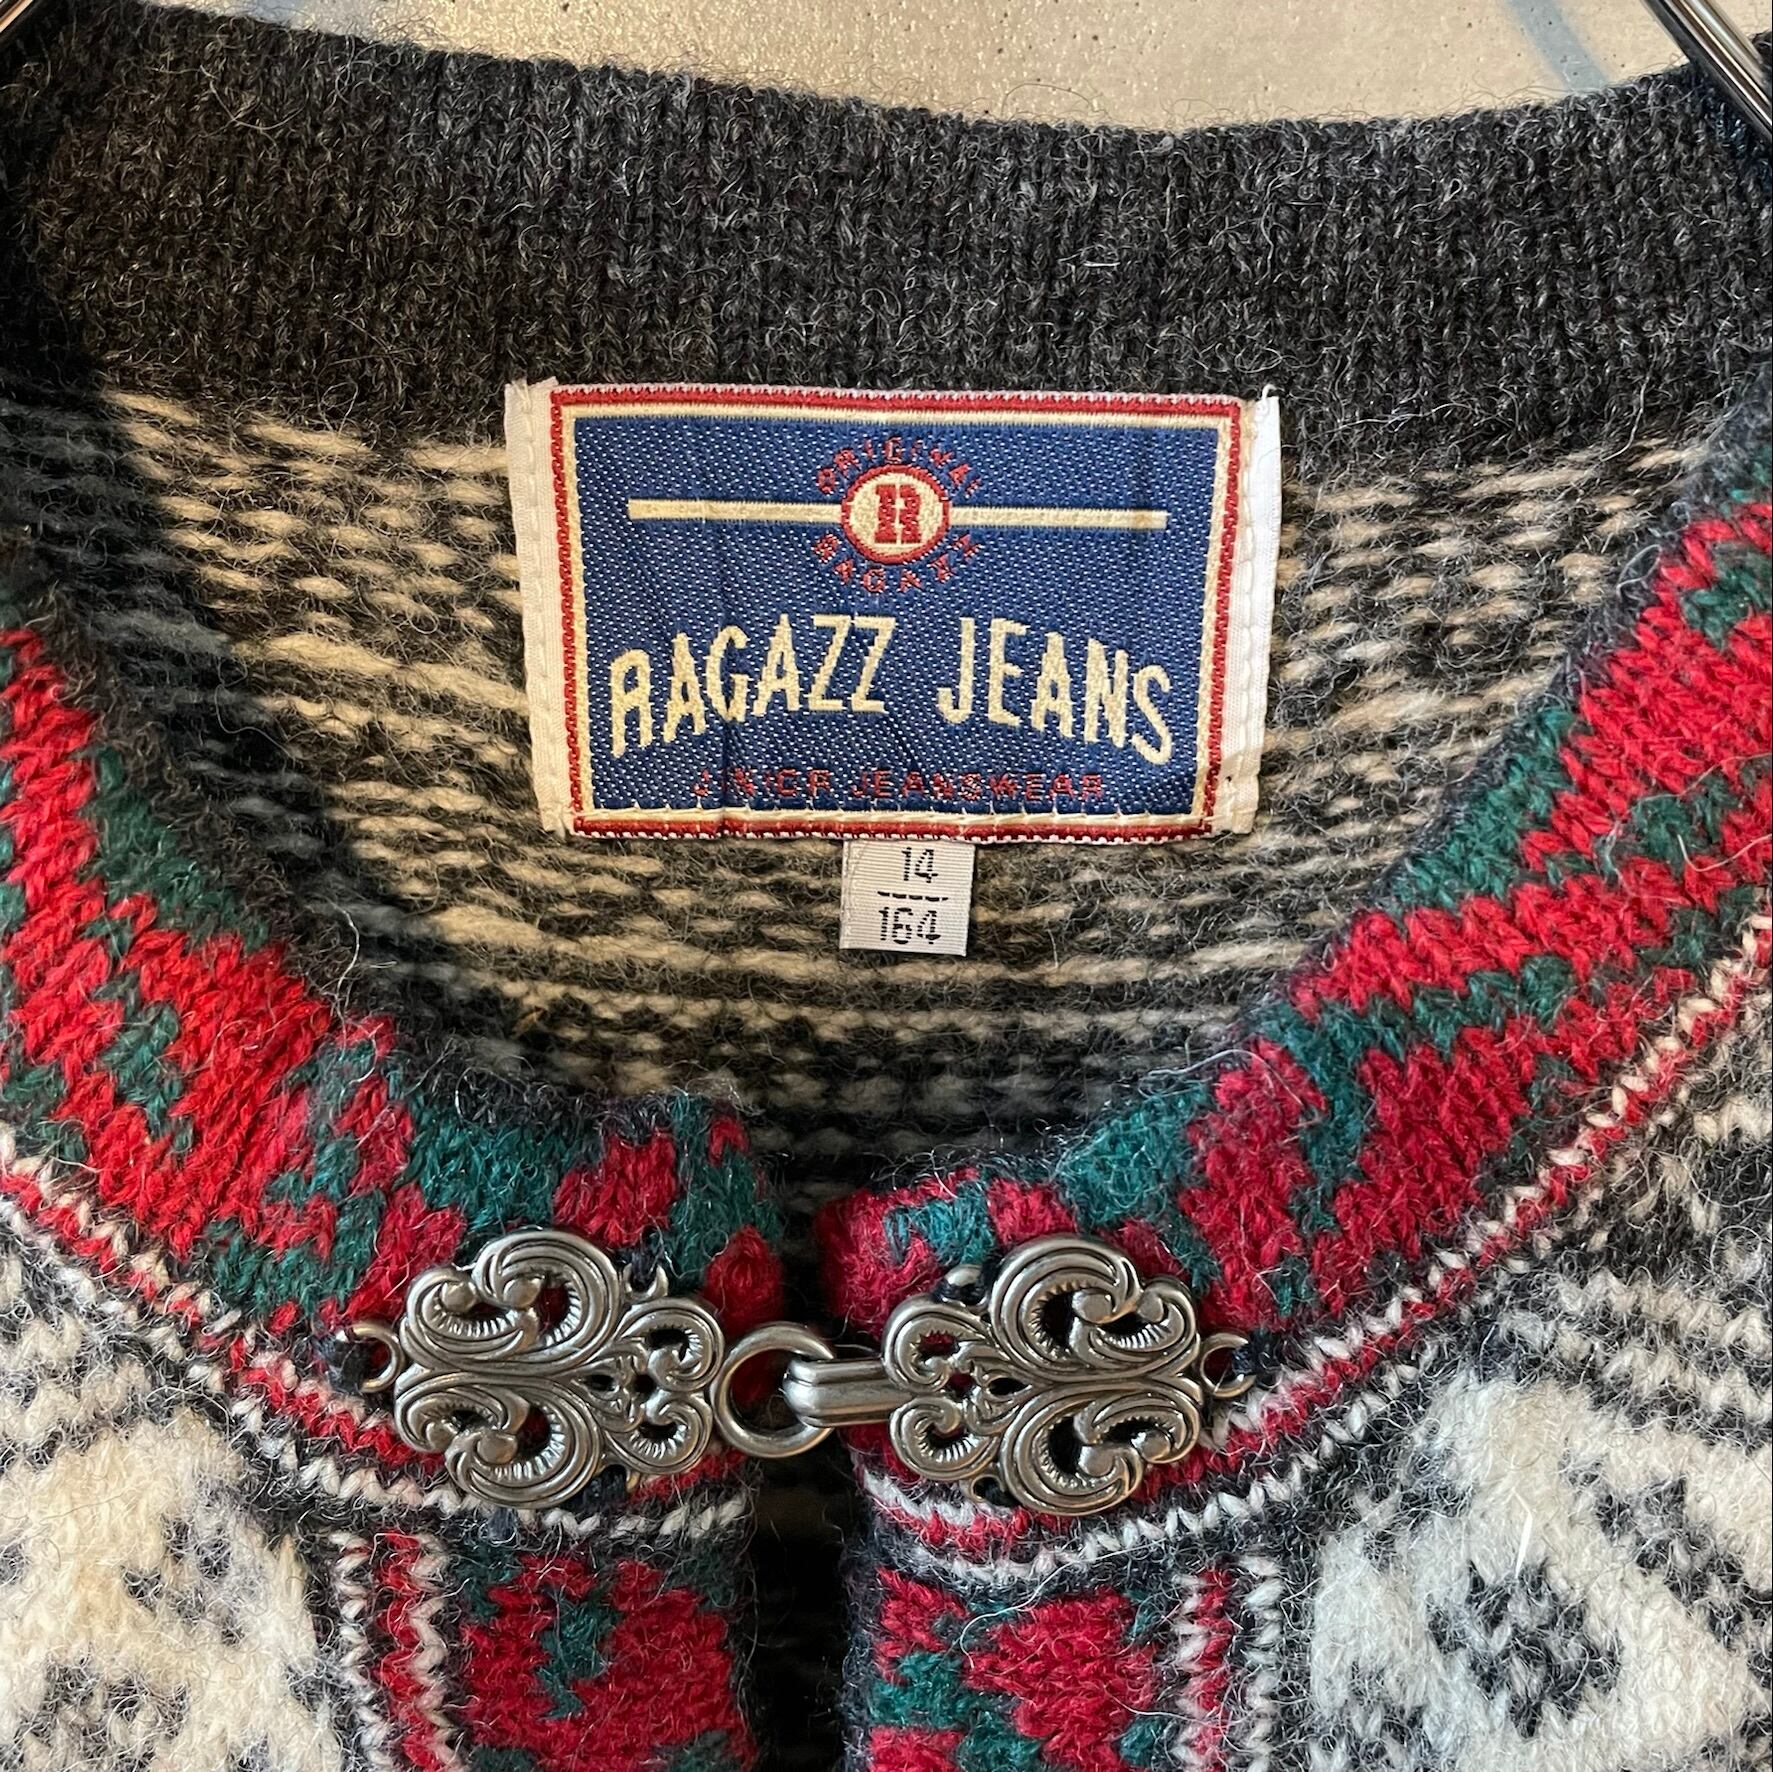 ORIGINAL
R
RAGAZZ
RAGAZZ JEANS
JUNIOR JEANSWEAR
14
164